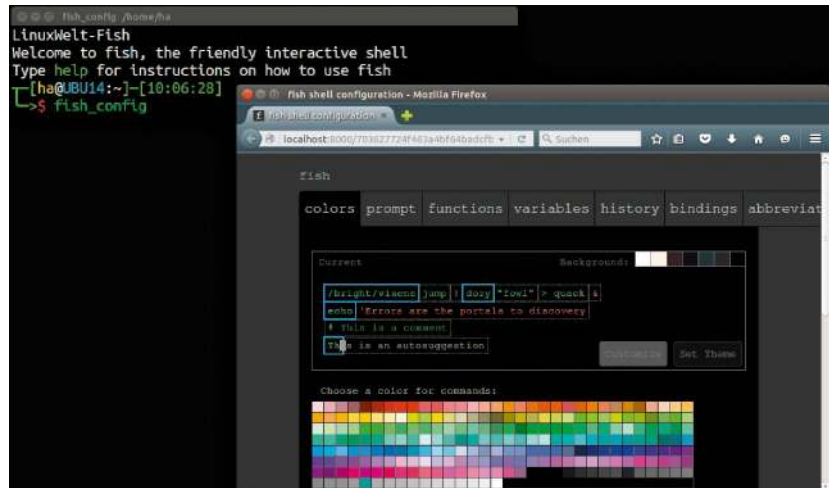 fish_config /home/ha
LinuxWelt-Fish
Welcome to fish, the friendly interactive shell
Type help for instructions on how to use fish
[ha@UBU14:~]-[10:06:28]
->$ fish_config
fish shell configuration - Mozilla Firefox
fish shell configuration
Suchen
fish
colors prompt functions variables history bindings abbreviat
Current
Background:
/bright/vixens jump | dozy "fowl" > quack &
echo 'Errors are the portals to discovery
# This is a comment
This is an autosuggestion
Customize Set Theme
Choose a color for commands: